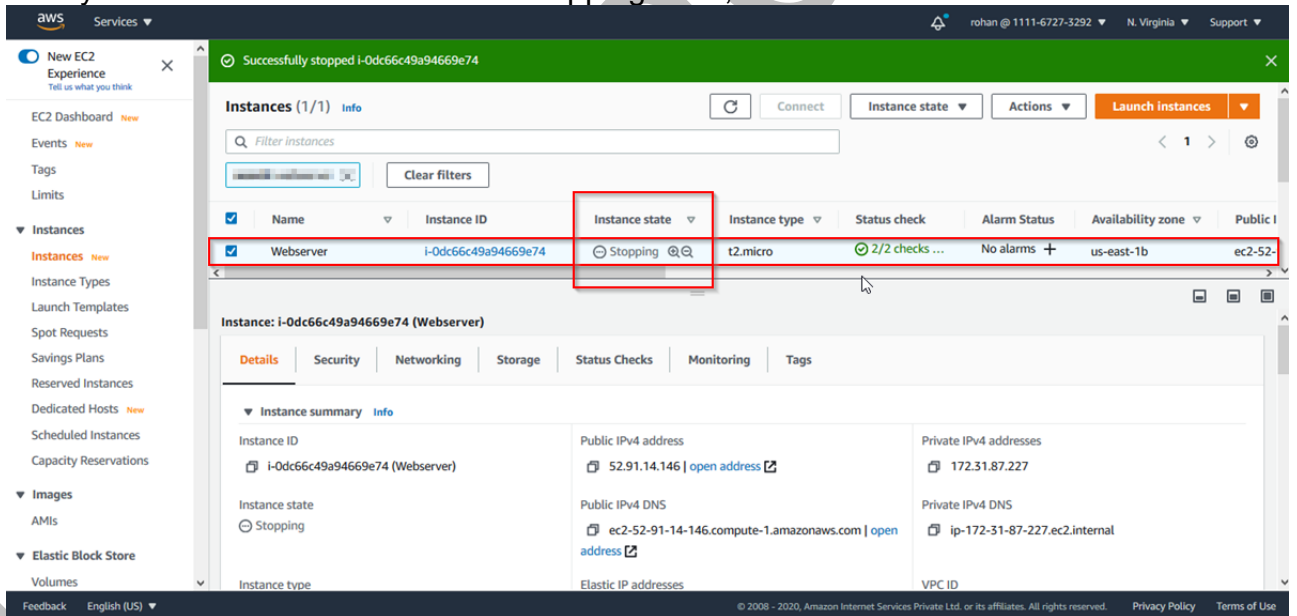 aws Services ▼ rohan @ 1111-6727-3292 ▼ N. Virginia ▼ Support ▼
New EC2
Experience
Tell us what you think
Successfully stopped i-0dc66c49a94669e74
Instances (1/1) Info Connect Instance state ▼ Actions ▼ Launch instances ▼
EC2 Dashboard New
Events New
Tags
Limits
Filter instances
< 1 >
Clear filters
Name Instance ID Instance state Instance type Status check Alarm Status Availability zone Public I
Webserver i-0dc66c49a94669e74 Stopping t2.micro 2/2 checks ... No alarms + us-east-1b ec2-52-
▼ Instances
Instances New
Instance Types
Launch Templates
Spot Requests
Savings Plans
Reserved Instances
Dedicated Hosts New
Scheduled Instances
Capacity Reservations
▼ Images
AMIs
▼ Elastic Block Store
Volumes
Instance: i-0dc66c49a94669e74 (Webserver)
Details Security Networking Storage Status Checks Monitoring Tags
▼ Instance summary Info
Instance ID
i-0dc66c49a94669e74 (Webserver)
Public IPv4 address
52.91.14.146 | open address
Private IPv4 addresses
172.31.87.227
Instance state
Stopping
Public IPv4 DNS
ec2-52-91-14-146.compute-1.amazonaws.com | open
address
Private IPv4 DNS
ip-172-31-87-227.ec2.internal
Instance type
Elastic IP addresses
VPC ID
Feedback English (US) ▼ © 2008 - 2020, Amazon Internet Services Private Ltd. or its affiliates. All rights reserved. Privacy Policy Terms of Use